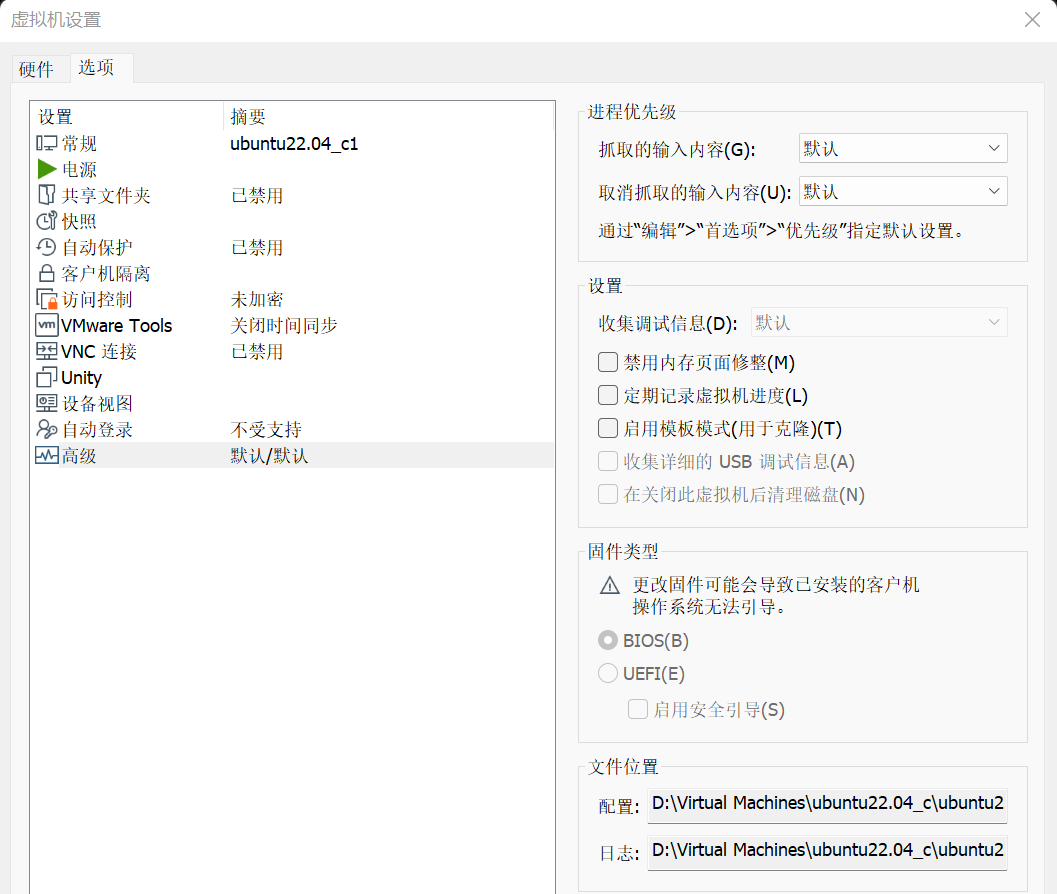 虚拟机设置
硬件 选项
设置 摘要
常规 ubuntu22.04_c1
电源
共享文件夹 已禁用
快照
自动保护 已禁用
客户机隔离
访问控制 未加密
vm VMware Tools 关闭时间同步
VNC 连接 已禁用
Unity
设备视图
自动登录 不受支持
高级 默认/默认
进程优先级
抓取的输入内容(G): 默认
取消抓取的输入内容(U): 默认
通过“编辑”>“首选项”>“优先级”指定默认设置。
设置
收集调试信息(D): 默认
禁用内存页面修整(M)
定期记录虚拟机进度(L)
启用模板模式(用于克隆)(T)
收集详细的 USB 调试信息(A)
在关闭此虚拟机后清理磁盘(N)
固件类型
更改固件可能会导致已安装的客户机
操作系统无法引导。
BIOS(B)
UEFI(E)
启用安全引导(S)
文件位置
配置: D:\Virtual Machines\ubuntu22.04_c\ubuntu2
日志: D:\Virtual Machines\ubuntu22.04_c\ubuntu2